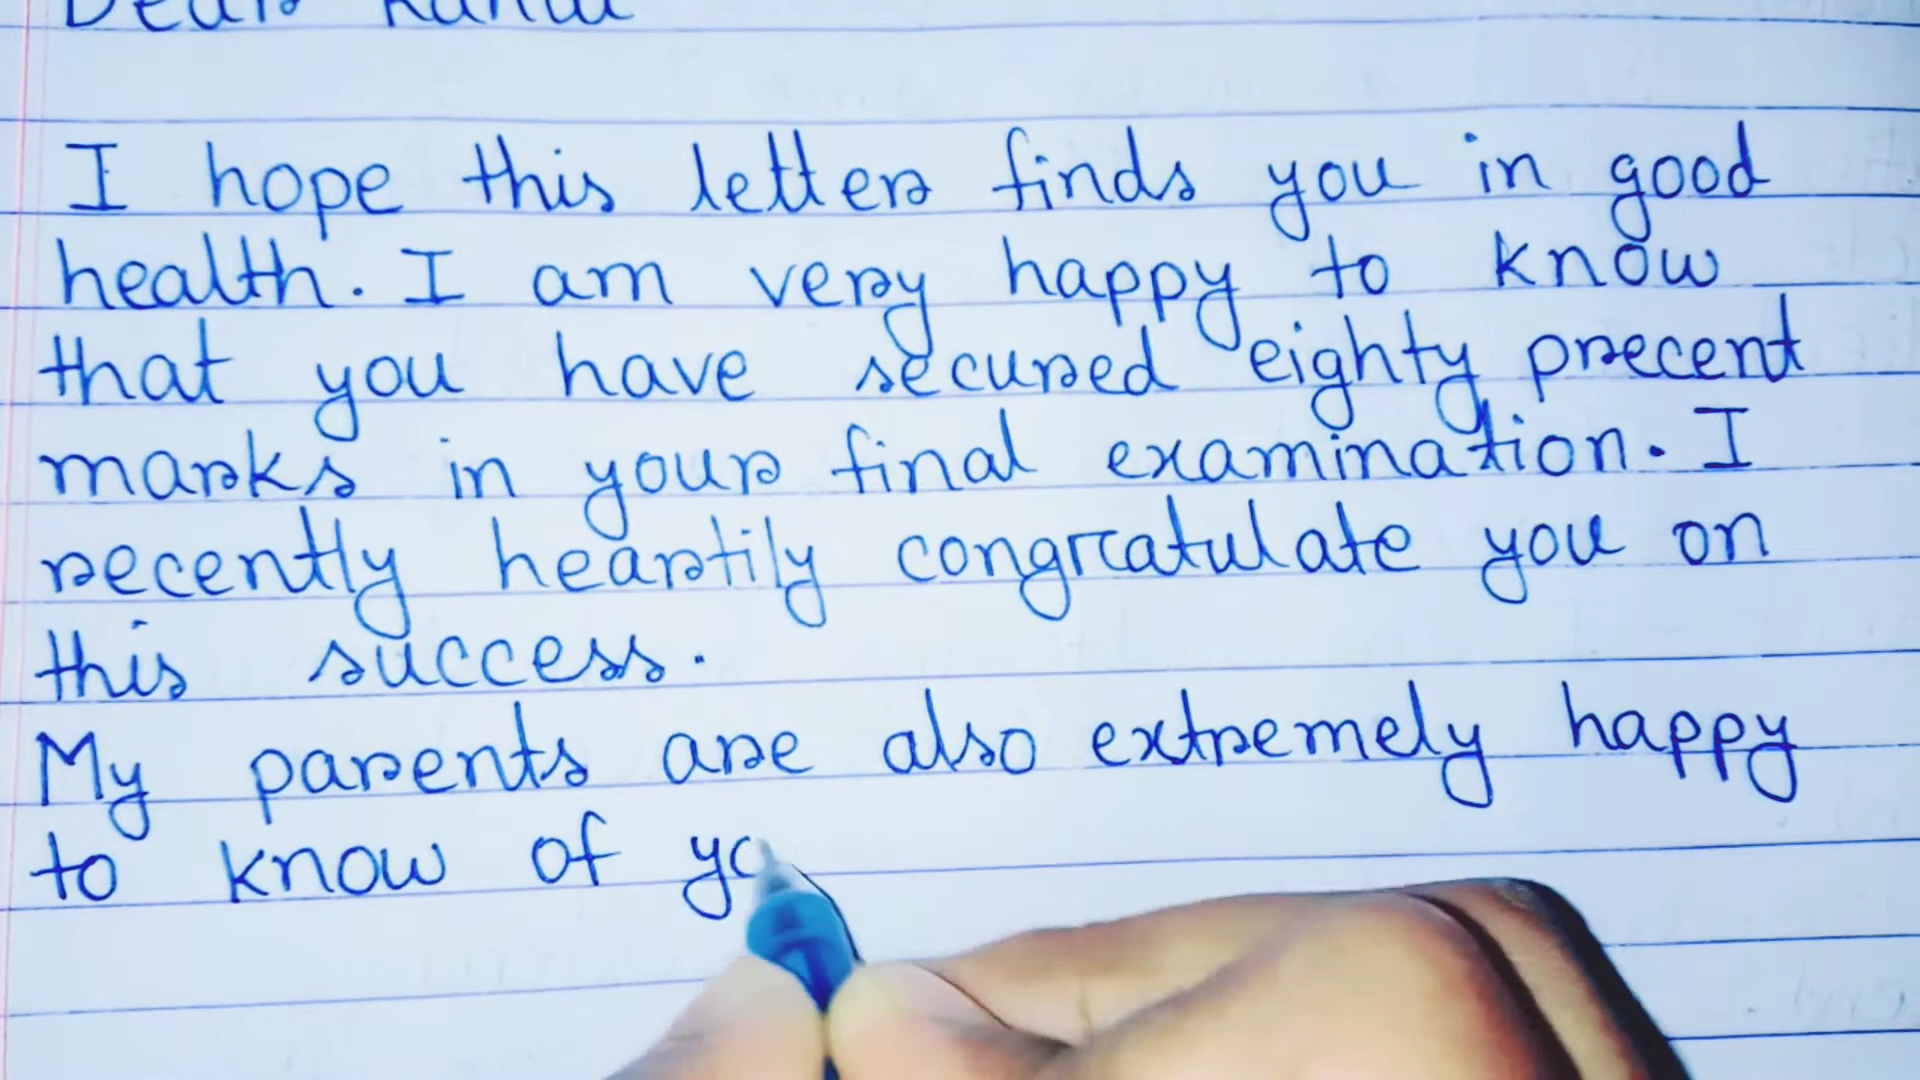 Dear
I hope this letter finds you in good
health. I am very happy to know
that you have secured eighty precent
marks in your final examination. I
recently heartily congratulate you on
this success.
My parents are also extremely happy
to know of yo